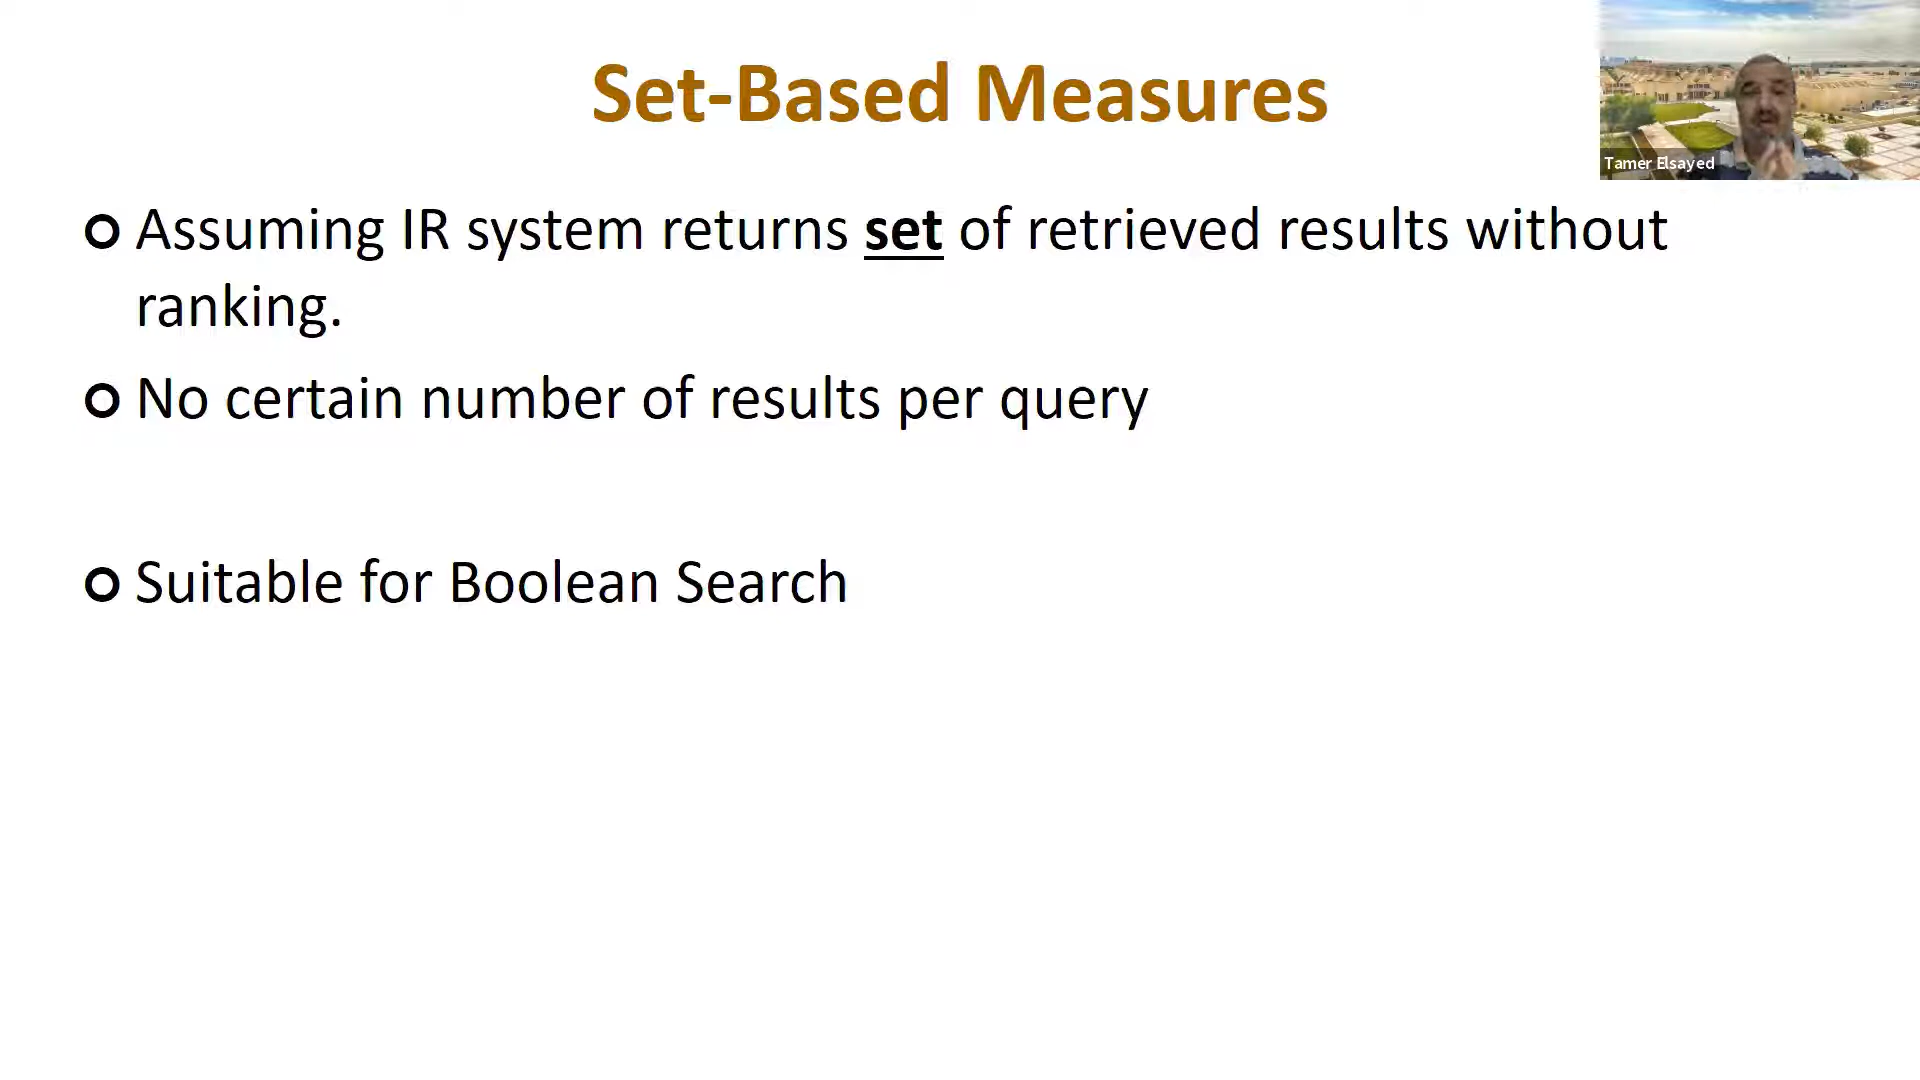 Set-Based Measures
Tamer Elsayed
Assuming IR system returns set of retrieved results without
ranking.
No certain number of results per query
Suitable for Boolean Search